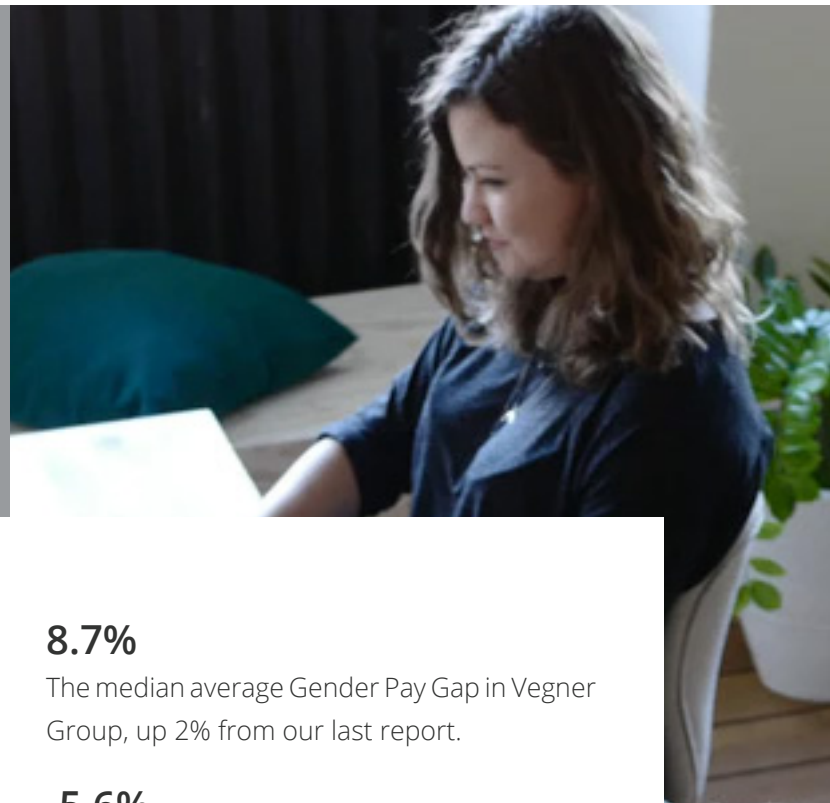 8.7%
The median average Gender Pay Gap in Vegner
Group, up 2% from our last report.